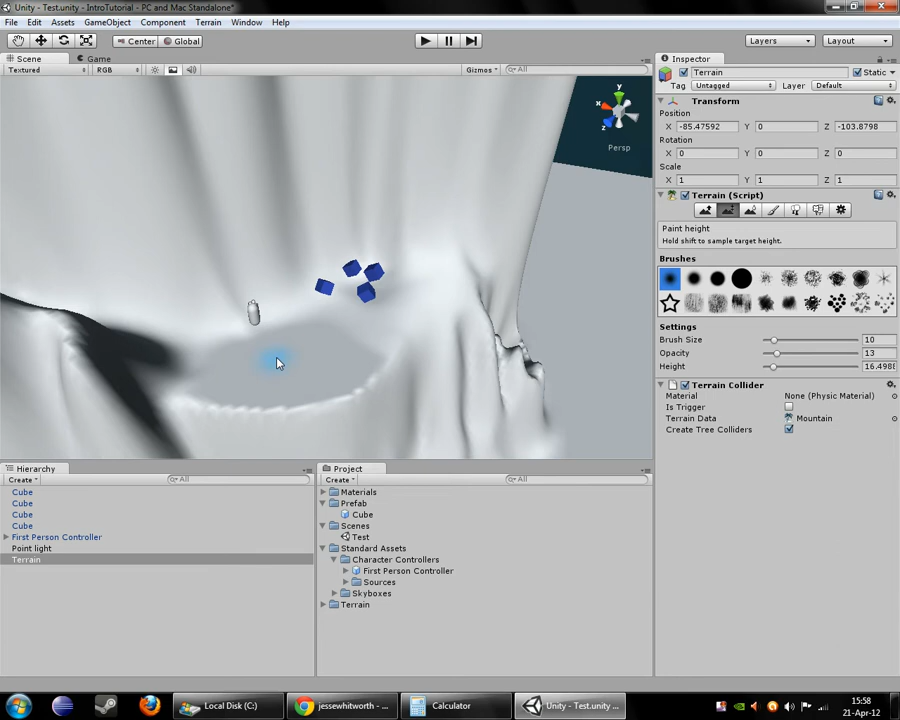 Unity - Test.unity - IntroTutorial - PC and Mac Standalone*
File Edit Assets GameObject Component Terrain Window Help
Center Global Layers Layout
Scene Game
Textured RGB Gizmos All
y
x
z
Persp
Inspector
Terrain Static
Tag Untagged Layer Default
Transform
Position
X -85.47592 Y 0 Z -103.8798
Rotation
X 0 Y 0 Z 0
Scale
X 1 Y 1 Z 1
Terrain (Script)
Paint height
Hold shift to sample target height.
Brushes
Settings
Brush Size 10
Opacity 13
Height 16.498
Terrain Collider
Material None (Physic Material)
Is Trigger
Terrain Data Mountain
Create Tree Colliders
Hierarchy
Create All
Cube
Cube
Cube
Cube
First Person Controller
Point light
Terrain
Project
Create All
Materials
Prefab
Cube
Scenes
Test
Standard Assets
Character Controllers
First Person Controller
Sources
Skyboxes
Terrain
Local Disk (C:) jessewhitworth - ... Calculator Unity - Test.unity ...
15:58
21-Apr-12